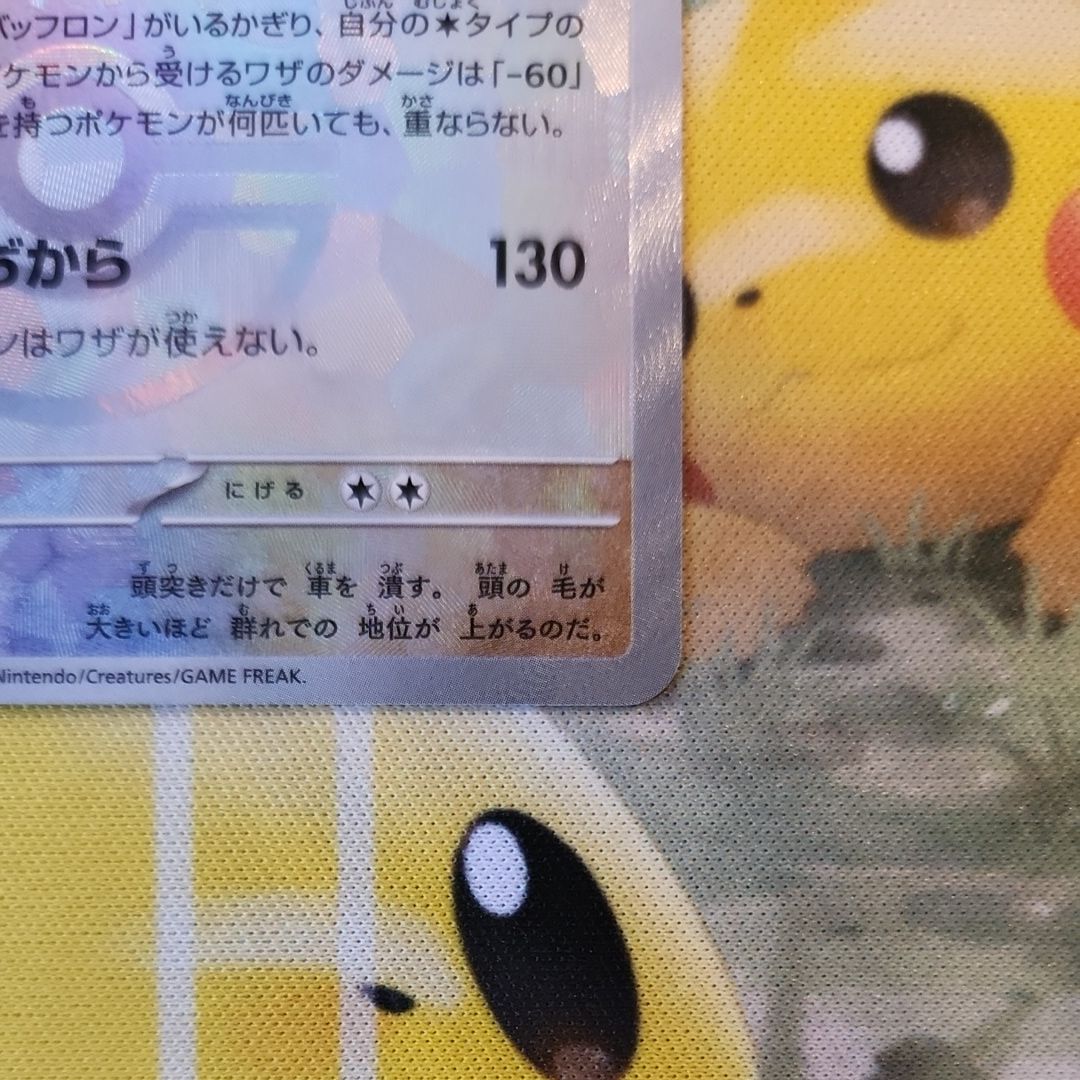 バッフロン」がいるかぎり、自分の★タイプの
ケモンから受けるワザのダメージは「-60」
を持つポケモンが何匹いても、重ならない。
ぢから 130
ンはワザが使えない。
にげる
頭突きだけで 車を 潰す。 頭の 毛が
大きいほど 群れでの 地位が 上がるのだ。
Nintendo/Creatures/GAME FREAK.